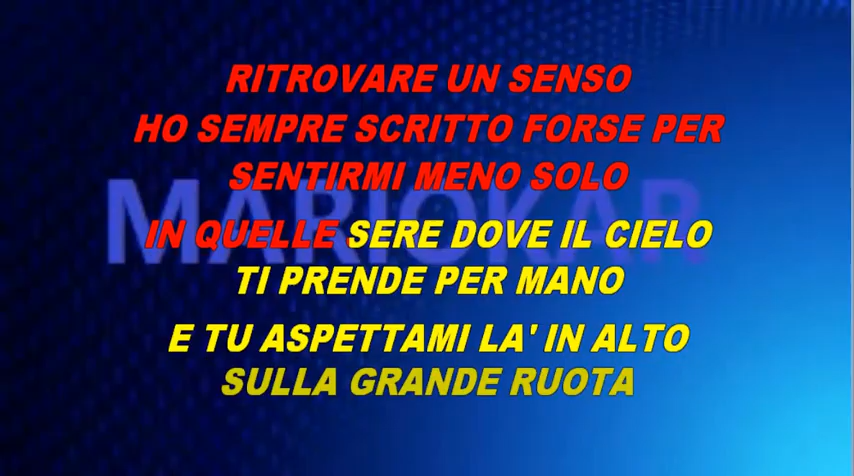 RITROVARE UN SENSO
HO SEMPRE SCRITTO FORSE PER
SENTIRMI MENO SOLO
MARIOKAR
IN QUELLE SERE DOVE IL CIELO
TI PRENDE PER MANO
E TU ASPETTAMI LA' IN ALTO
SULLA GRANDE RUOTA